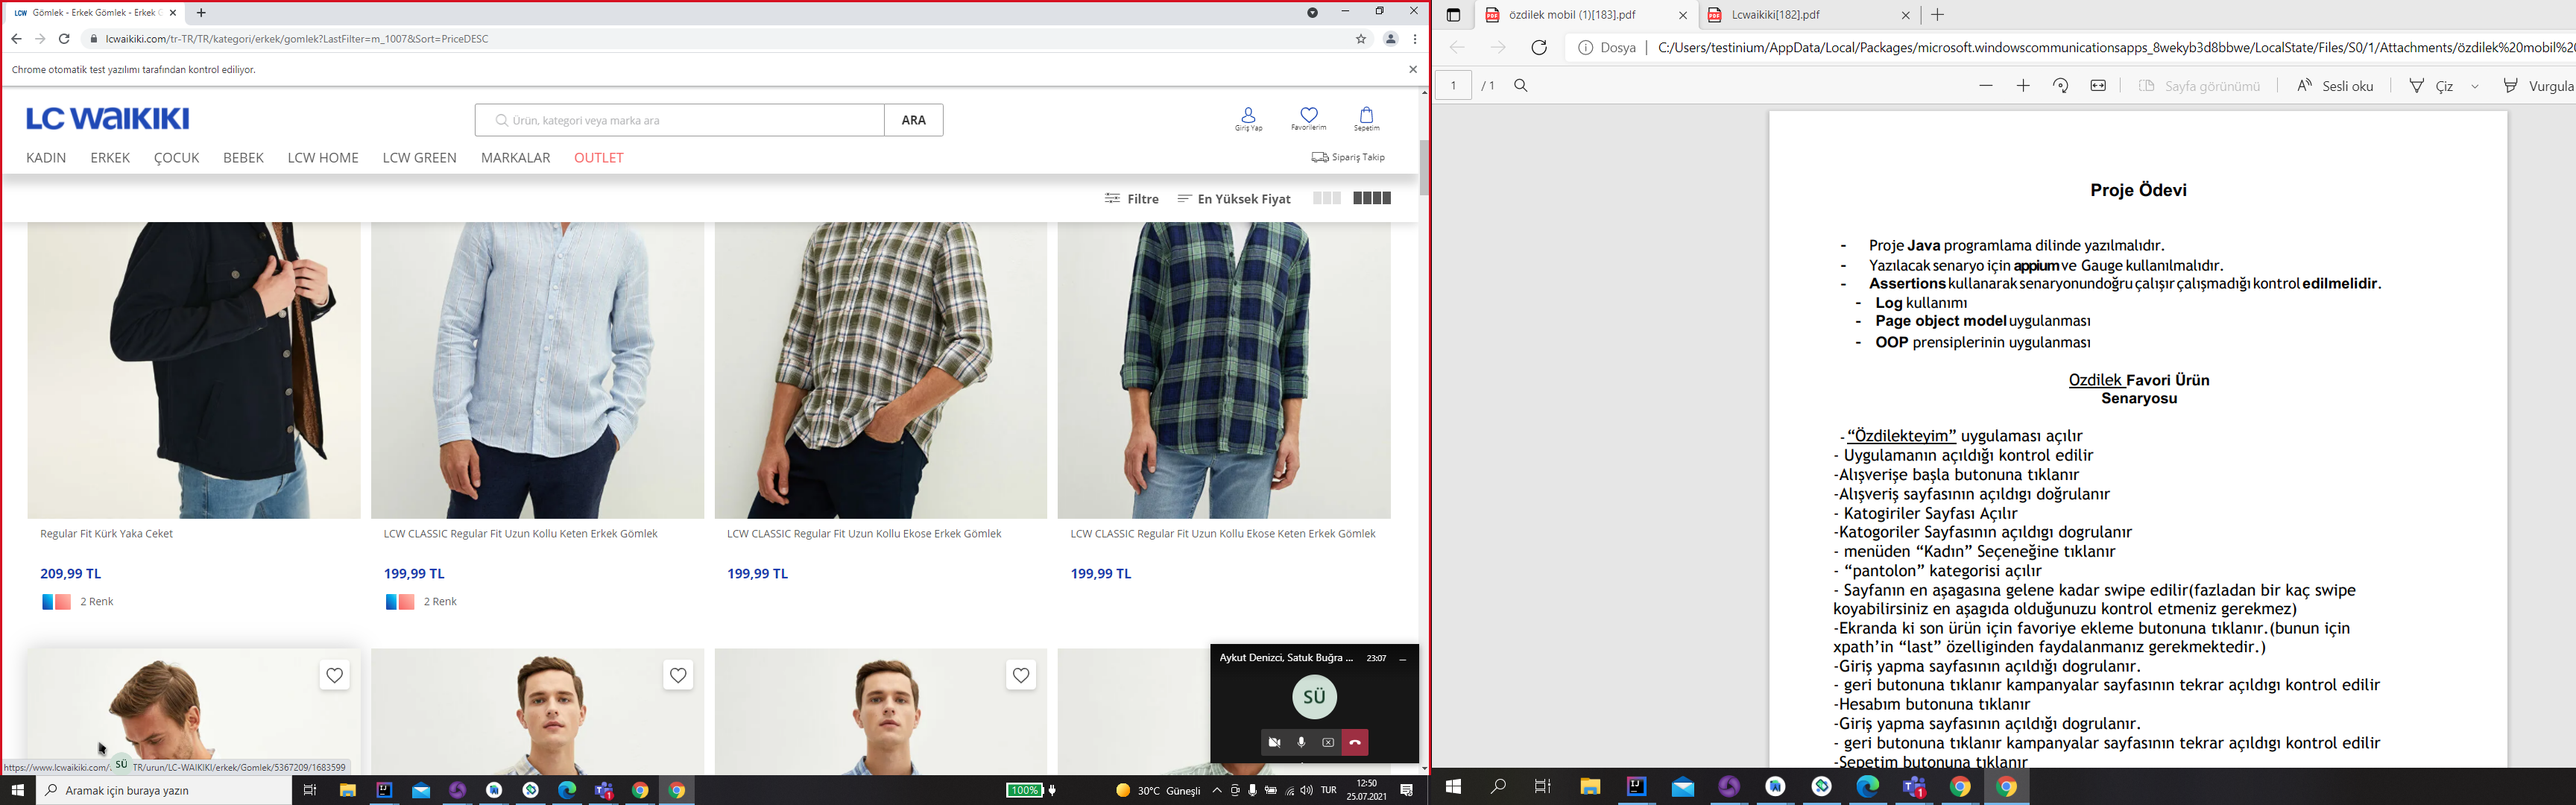 Gömlek - Erkek Gömlek - Erkek G
lcwaikiki.com/tr-TR/TR/kategori/erkek/gomlek?LastFilter=m_1007&Sort=PriceDESC
Chrome otomatik test yazılımı tarafından kontrol ediliyor.
LC WAIKIKI
Ürün, kategori veya marka ara
ARA
Giriş Yap
Favorilerim
Sepetim
KADIN ERKEK ÇOCUK BEBEK LCW HOME LCW GREEN MARKALAR OUTLET
Sipariş Takip
Filtre
En Yüksek Fiyat
Regular Fit Kürk Yaka Ceket
209,99 TL
2 Renk
LCW CLASSIC Regular Fit Uzun Kollu Keten Erkek Gömlek
199,99 TL
2 Renk
LCW CLASSIC Regular Fit Uzun Kollu Ekose Erkek Gömlek
199,99 TL
LCW CLASSIC Regular Fit Uzun Kollu Ekose Keten Erkek Gömlek
199,99 TL
Aykut Denizci, Satuk Buğra ...
23:07
SÜ
https://www.lcwaikiki.com/ SÜ TR/urun/LC-WAIKIKI/erkek/Gomlek/5367209/1683599
Aramak için buraya yazın
100%
30°C Güneşli
TUR
12:50
25.07.2021
özdilek mobil (1)[183].pdf
Lcwaikiki[182].pdf
Dosya
C:/Users/testinium/AppData/Local/Packages/microsoft.windowscommunicationsapps_8wekyb3d8bbwe/LocalState/Files/S0/1/Attachments/özdilek%20mobil%2
1 / 1
Sayfa görünümü
Sesli oku
Çiz
Vurgula
Proje Ödevi
- Proje Java programlama dilinde yazılmalıdır.
- Yazılacak senaryo için appium ve Gauge kullanılmalıdır.
- Assertions kullanarak senaryonun doğru çalışır çalışmadığı kontrol edilmelidir.
- Log kullanımı
- Page object model uygulanması
- OOP prensiplerinin uygulanması
Ozdilek Favori Ürün
Senaryosu
-“Özdilekteyim” uygulaması açılır
- Uygulamanın açıldığı kontrol edilir
-Alışverişe başla butonuna tıklanır
-Alışveriş sayfasının açıldıgı doğrulanır
- Katogiriler Sayfası Açılır
-Katogoriler Sayfasının açıldıgı dogrulanır
- menüden “Kadın” Seçeneğine tıklanır
- “pantolon” kategorisi açılır
- Sayfanın en aşagasına gelene kadar swipe edilir(fazladan bir kaç swipe
koyabilirsiniz en aşagıda olduğunuzu kontrol etmeniz gerekmez)
-Ekranda ki son ürün için favoriye ekleme butonuna tıklanır.(bunun için
xpath’in “last” özelliginden faydalanmanız gerekmektedir.)
-Giriş yapma sayfasının açıldığı dogrulanır.
- geri butonuna tıklanır kampanyalar sayfasının tekrar açıldıgı kontrol edilir
-Hesabım butonuna tıklanır
-Giriş yapma sayfasının açıldığı dogrulanır.
- geri butonuna tıklanır kampanyalar sayfasının tekrar açıldıgı kontrol edilir
-Sepetim butonuna tıklanır